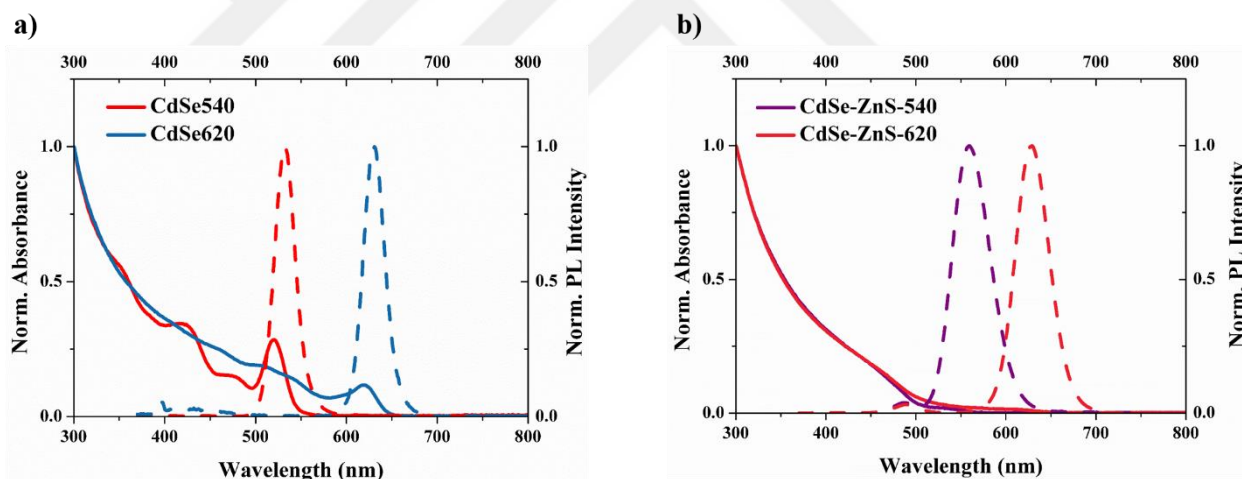 a)
300 400 500 600 700 800
CdSe540
CdSe620
1.0
0.5
0.0
Norm. Absorbance
1.0
0.5
0.0
Norm. PL Intensity
300 400 500 600 700 800
Wavelength (nm)
b)
300 400 500 600 700 800
CdSe-ZnS-540
CdSe-ZnS-620
1.0
0.5
0.0
Norm. Absorbance
1.0
0.5
0.0
Norm. PL Intensity
300 400 500 600 700 800
Wavelength (nm)